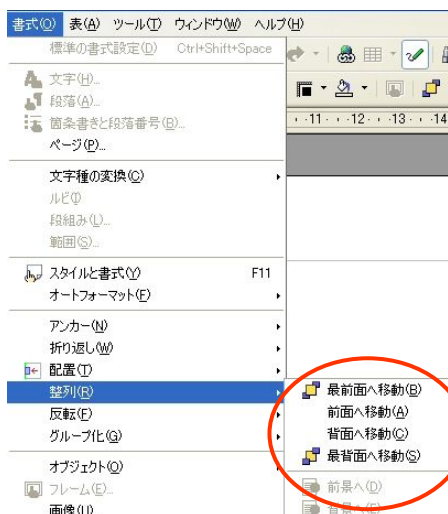 書式(O) 表(A) ツール(T) ウィンドウ(W) ヘルプ(H)
標準の書式設定(D) Ctrl+Shift+Space
文字(H)...
段落(A)...
箇条書きと段落番号(B)...
ページ(P)...
·11· · ·12· · ·13· · ·14
文字種の変換(C)
ルビ(I)
段組み(L)...
範囲(S)...
スタイルと書式(Y) F11
オートフォーマット(F)
アンカー(N)
折り返し(W)
配置(T)
整列(R)
最前面へ移動(B)
反転(E)
前面へ移動(A)
グループ化(G)
背面へ移動(C)
最背面へ移動(S)
オブジェクト(O)
フレーム(E)...
前景へ(D)
画像(U)
背景へ(E)